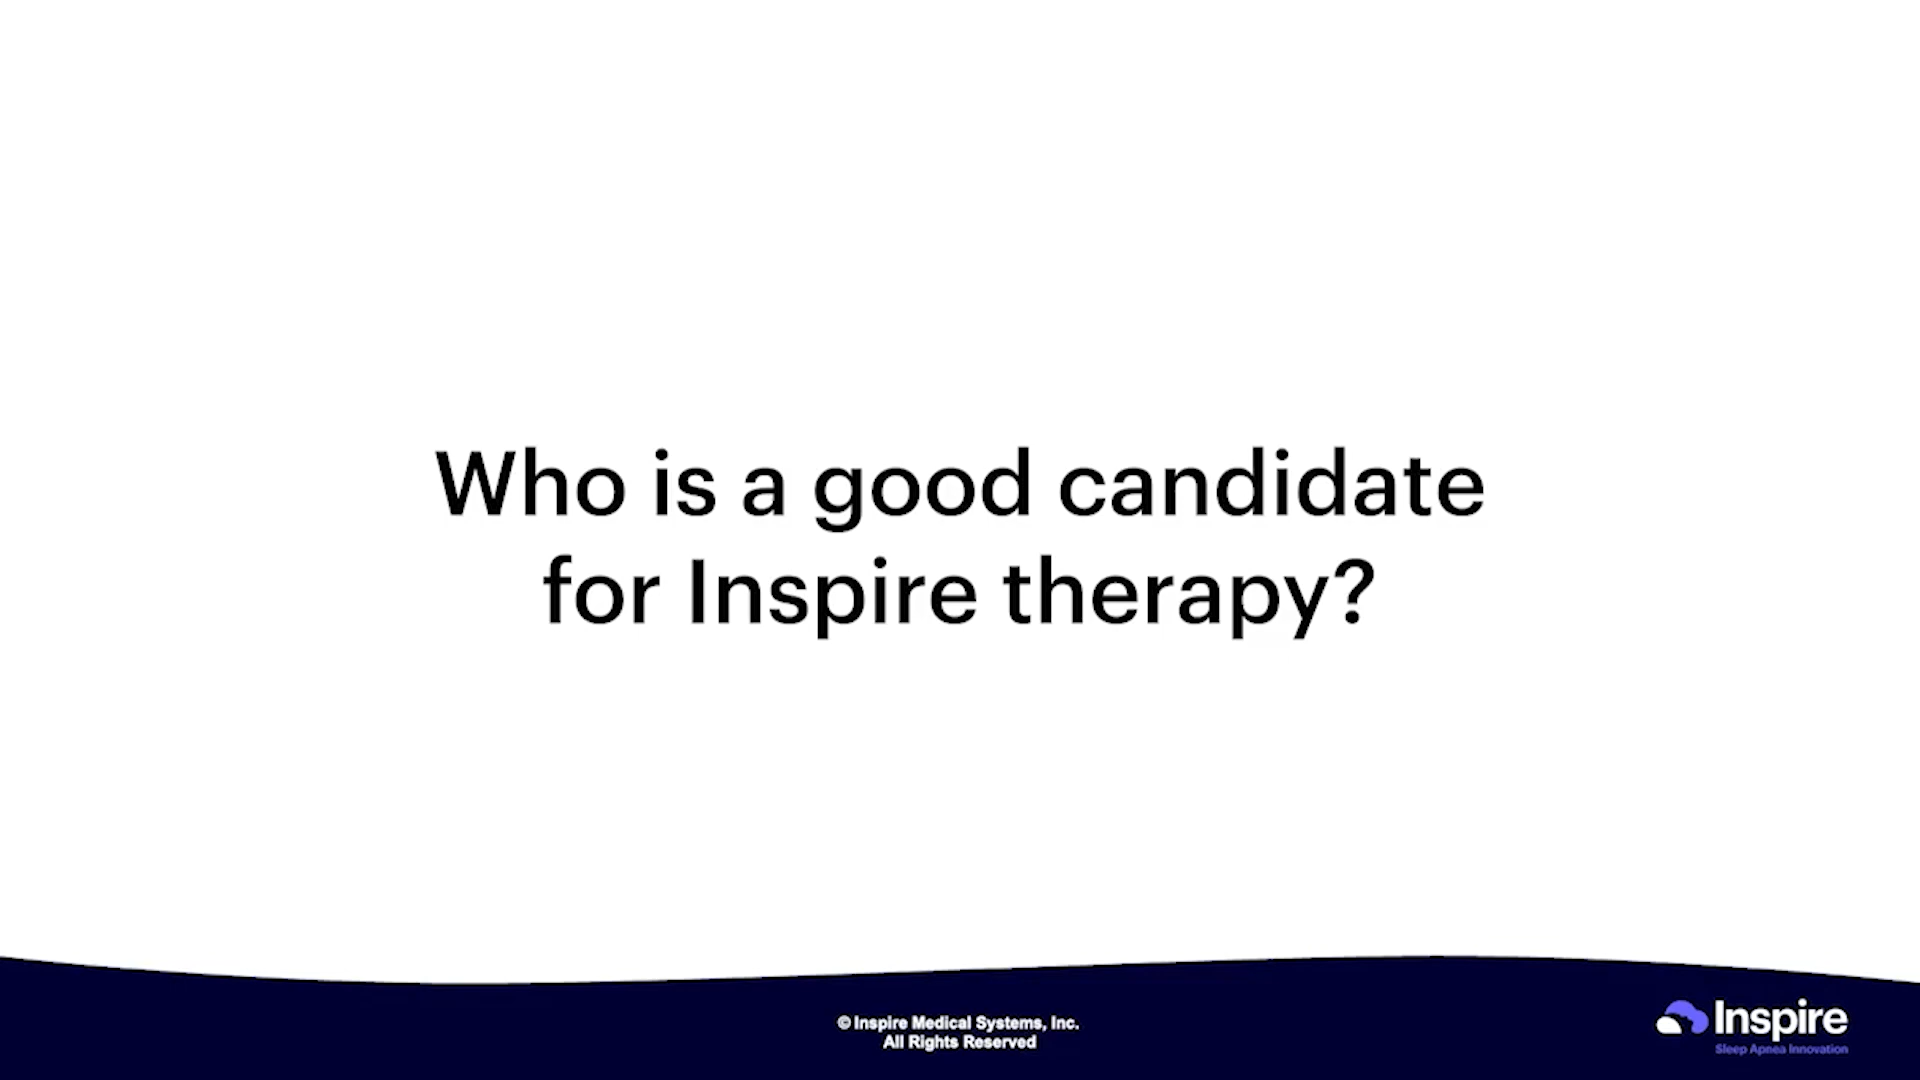 Who is a good candidate
for Inspire therapy?
© Inspire Medical Systems, Inc.
All Rights Reserved
Inspire
Sleep Apnea Innovation